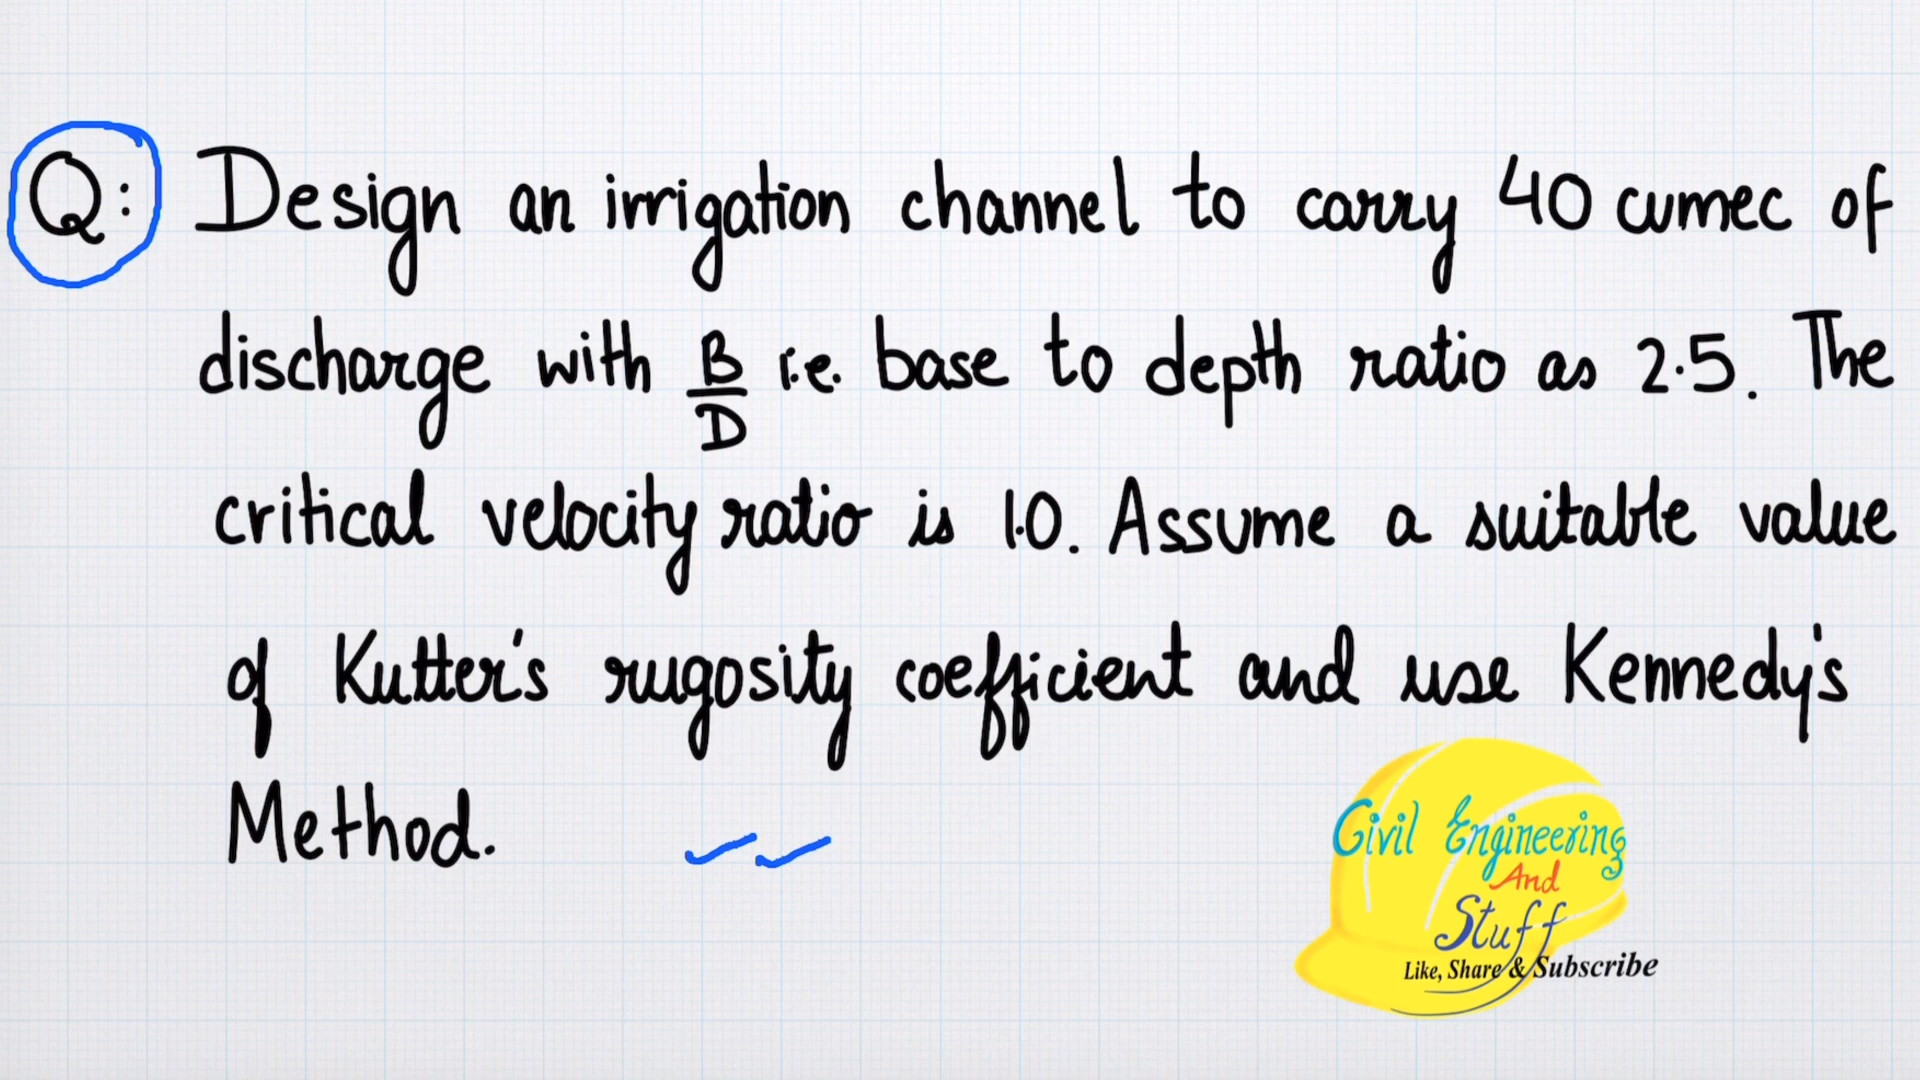 Q: Design an irrigation channel to carry 40 cumec of
discharge with B/D i.e. base to depth ratio as 2.5. The
critical velocity ratio is 1.0. Assume a suitable value
of Kutter's rugosity coefficient and use Kennedy's
Method.
Civil Engineering
And
Stuff
Like, Share & Subscribe